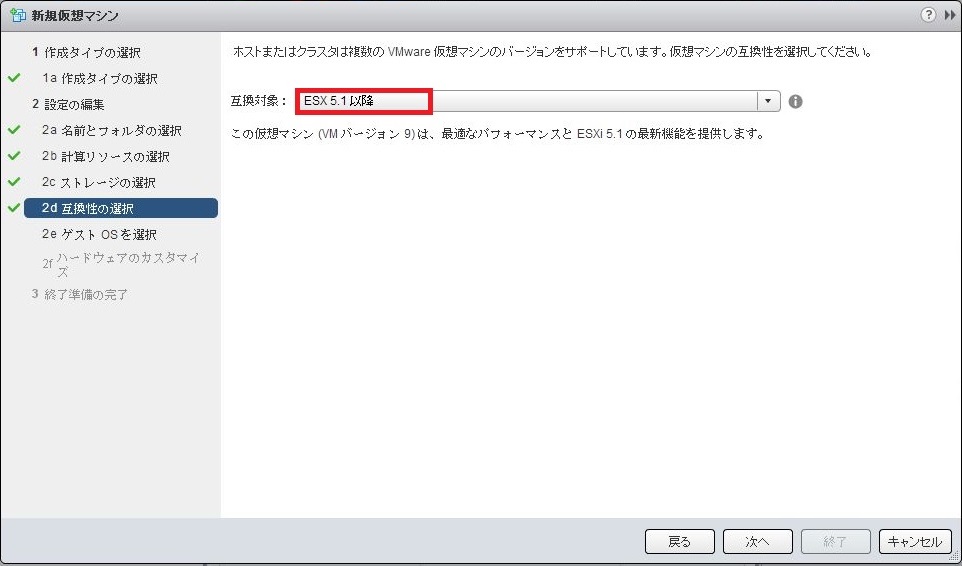 新規仮想マシン
?
1 作成タイプの選択
1a 作成タイプの選択
2 設定の編集
2a 名前とフォルダの選択
2b 計算リソースの選択
2c ストレージの選択
2d 互換性の選択
2e ゲスト OS を選択
2f ハードウェアのカスタマイ
ズ
3 終了準備の完了
ホストまたはクラスタは複数の VMware 仮想マシンのバージョンをサポートしています。仮想マシンの互換性を選択してください。
互換対象： ESX 5.1 以降
この仮想マシン (VM バージョン 9) は、最適なパフォーマンスと ESXi 5.1 の最新機能を提供します。
戻る 次へ 終了 キャンセル